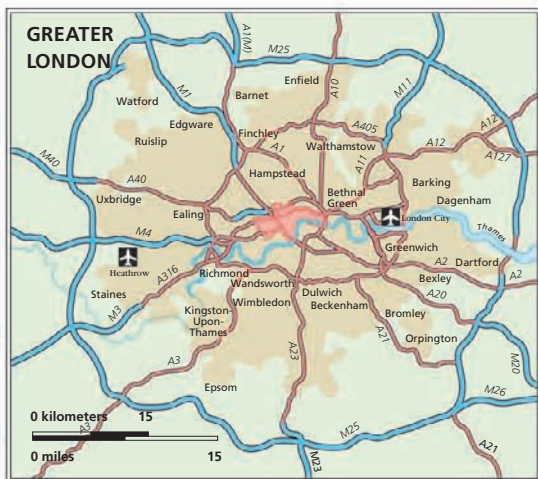 GREATER
LONDON
A1(M)
M25
Enfield
A10
M11
Watford
M1
Barnet
Edgware
Finchley
A405
A12
A12
Ruislip
A1
Walthamstow
A127
M40
Hampstead
A11
A40
Bethnal
Green
Barking
Uxbridge
Dagenham
Ealing
London City
M4
Thames
Greenwich
Heathrow
A316
Richmond
A2
Dartford
Wandsworth
Bexley
A2
Staines
Wimbledon
Dulwich
A20
M3
Beckenham
Kingston-
Upon-
Thames
Bromley
A21
A23
Orpington
A3
M20
Epsom
M26
0 kilometers 15
A3
M25
0 miles 15
M23
A21